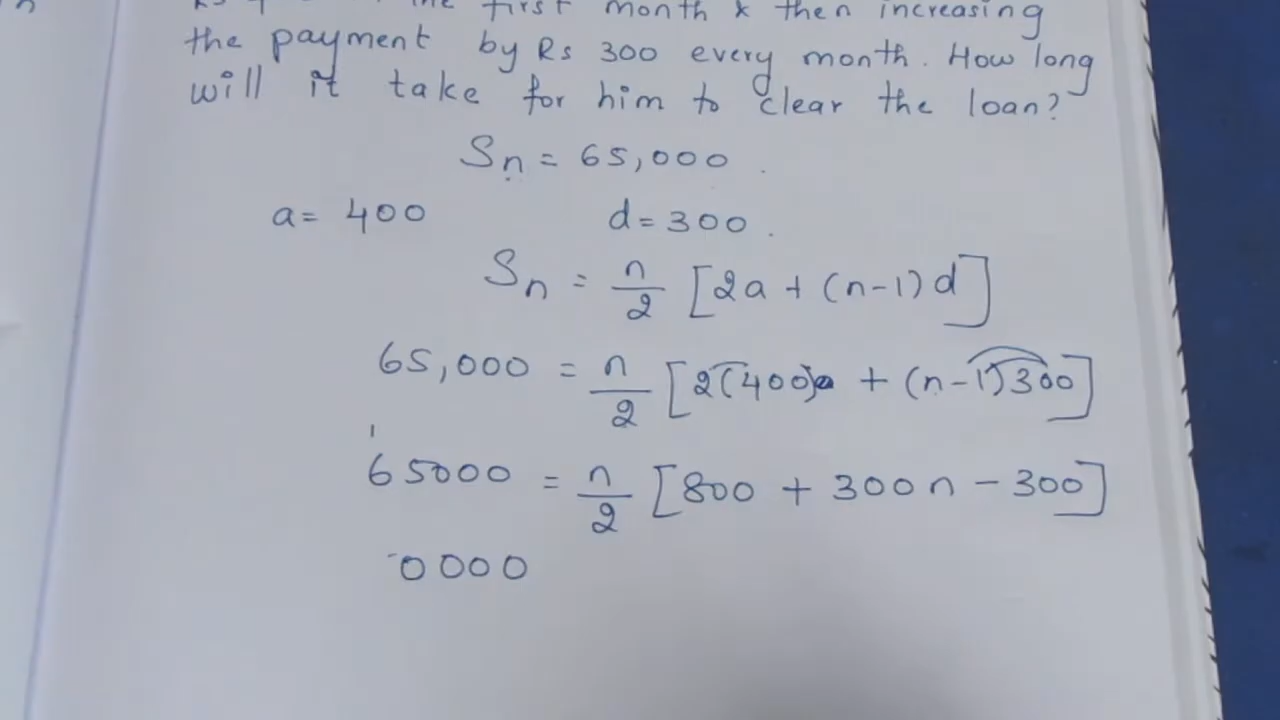 the first month & then increasing
the payment by Rs 300 every month. How long
will it take for him to clear the loan?
Sn = 65,000.
a = 400 d = 300.
Sn = n/2 [2a + (n-1)d]
65,000 = n/2 [2(400) + (n-1)300]
65000 = n/2 [800 + 300n - 300]
0000